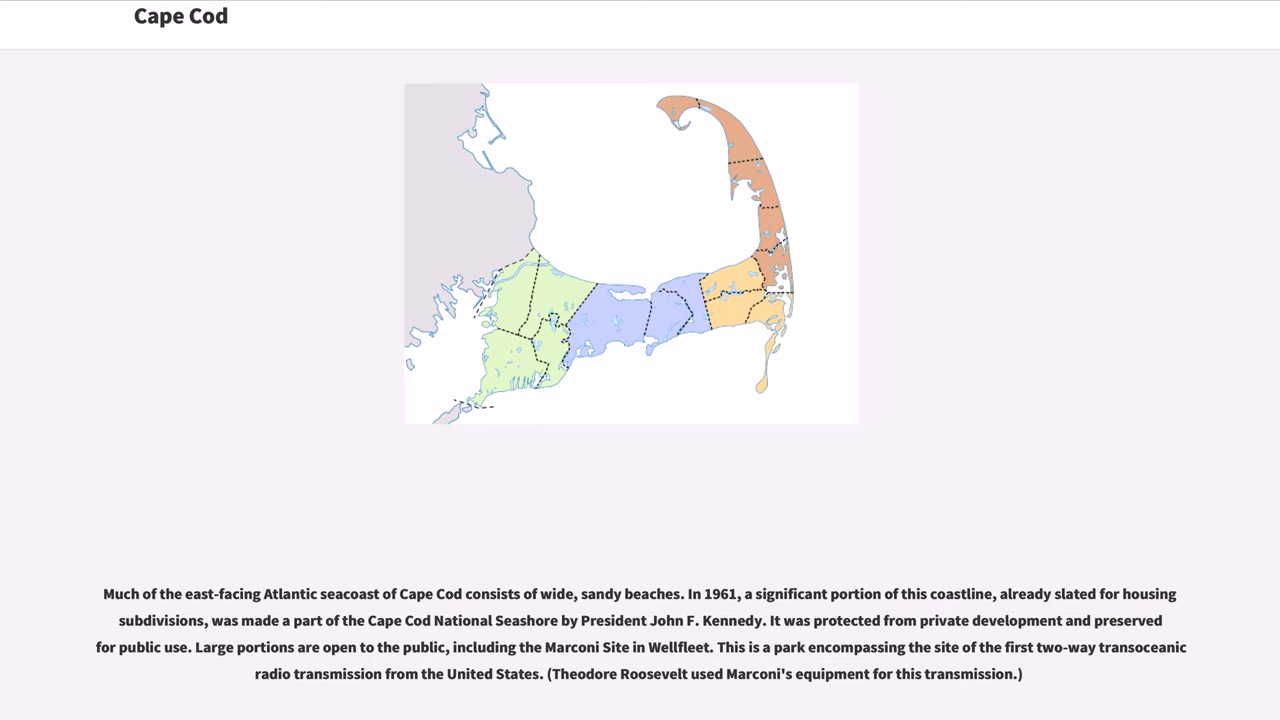 Cape Cod
Much of the east-facing Atlantic seacoast of Cape Cod consists of wide, sandy beaches. In 1961, a significant portion of this coastline, already slated for housing
subdivisions, was made a part of the Cape Cod National Seashore by President John F. Kennedy. It was protected from private development and preserved
for public use. Large portions are open to the public, including the Marconi Site in Wellfleet. This is a park encompassing the site of the first two-way transoceanic
radio transmission from the United States. (Theodore Roosevelt used Marconi's equipment for this transmission.)